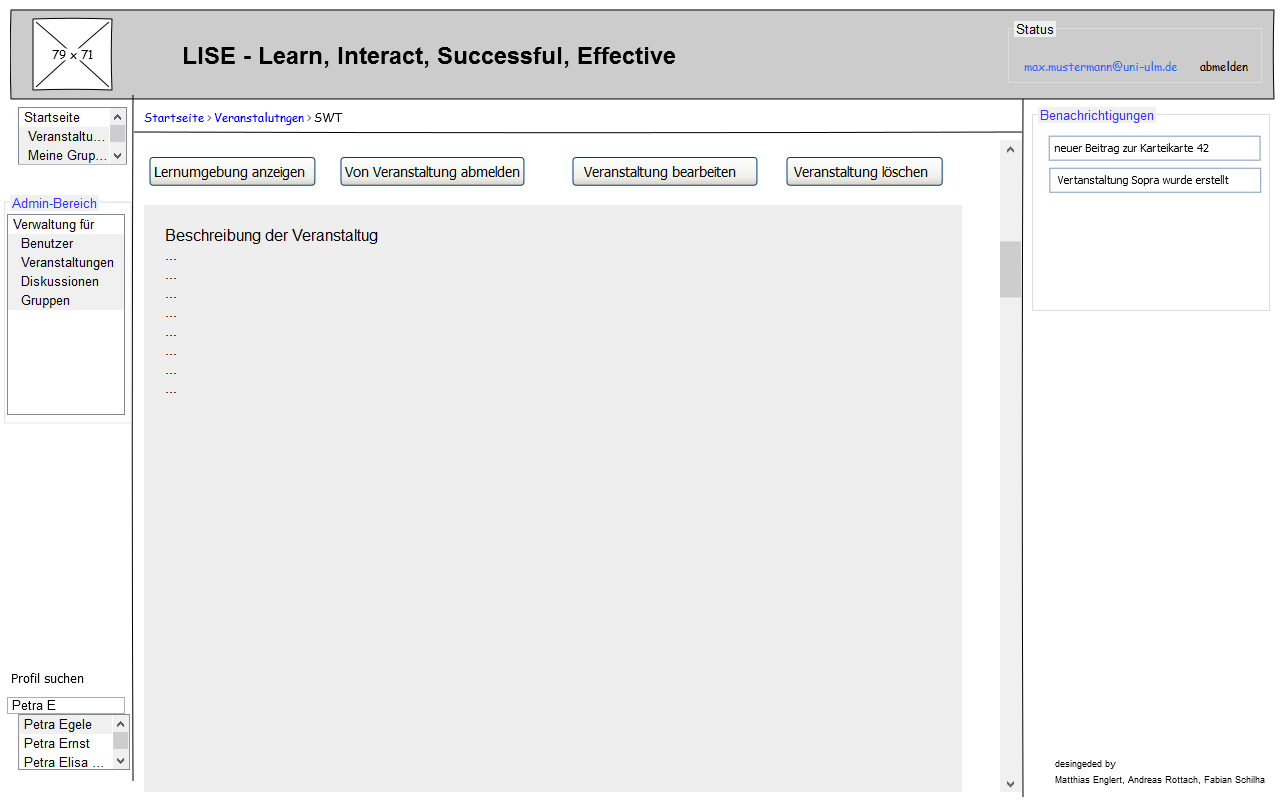 79 x 71
LISE - Learn, Interact, Successful, Effective
Status
max.mustermann@uni-ulm.de abmelden
Startseite
Veranstaltu...
Meine Grup...
Admin-Bereich
Verwaltung für
Benutzer
Veranstaltungen
Diskussionen
Gruppen
Profil suchen
Petra E
Petra Egele
Petra Ernst
Petra Elisa ...
Startseite > Veranstalutngen > SWT
Lernumgebung anzeigen
Von Veranstaltung abmelden
Veranstaltung bearbeiten
Veranstaltung löschen
Beschreibung der Veranstaltug
...
...
...
...
...
...
...
...
Benachrichtigungen
neuer Beitrag zur Karteikarte 42
Vertanstaltung Sopra wurde erstellt
desingeded by
Matthias Englert, Andreas Rottach, Fabian Schilha